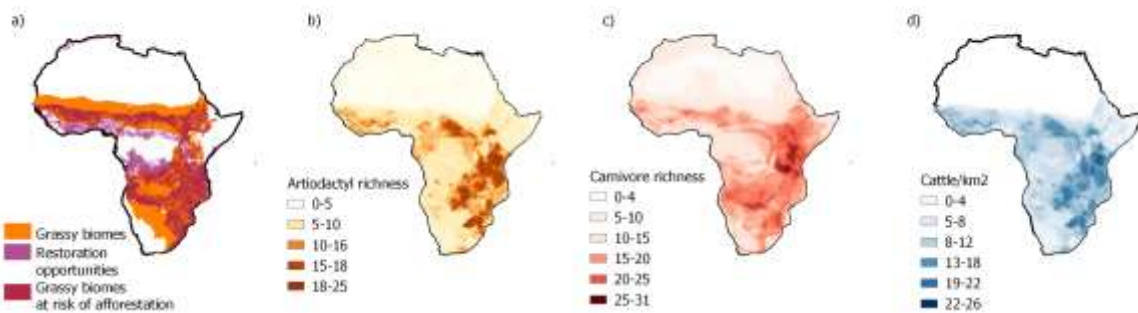 a)
Grassy biomes
Restoration
opportunities
Grassy biomes
at risk of afforestation
b)
Artiodactyl richness
0-5
5-10
10-16
15-18
18-25
c)
Carnivore richness
0-4
5-10
10-15
15-20
20-25
25-31
d)
Cattle/km2
0-4
5-8
8-12
13-18
19-22
22-26